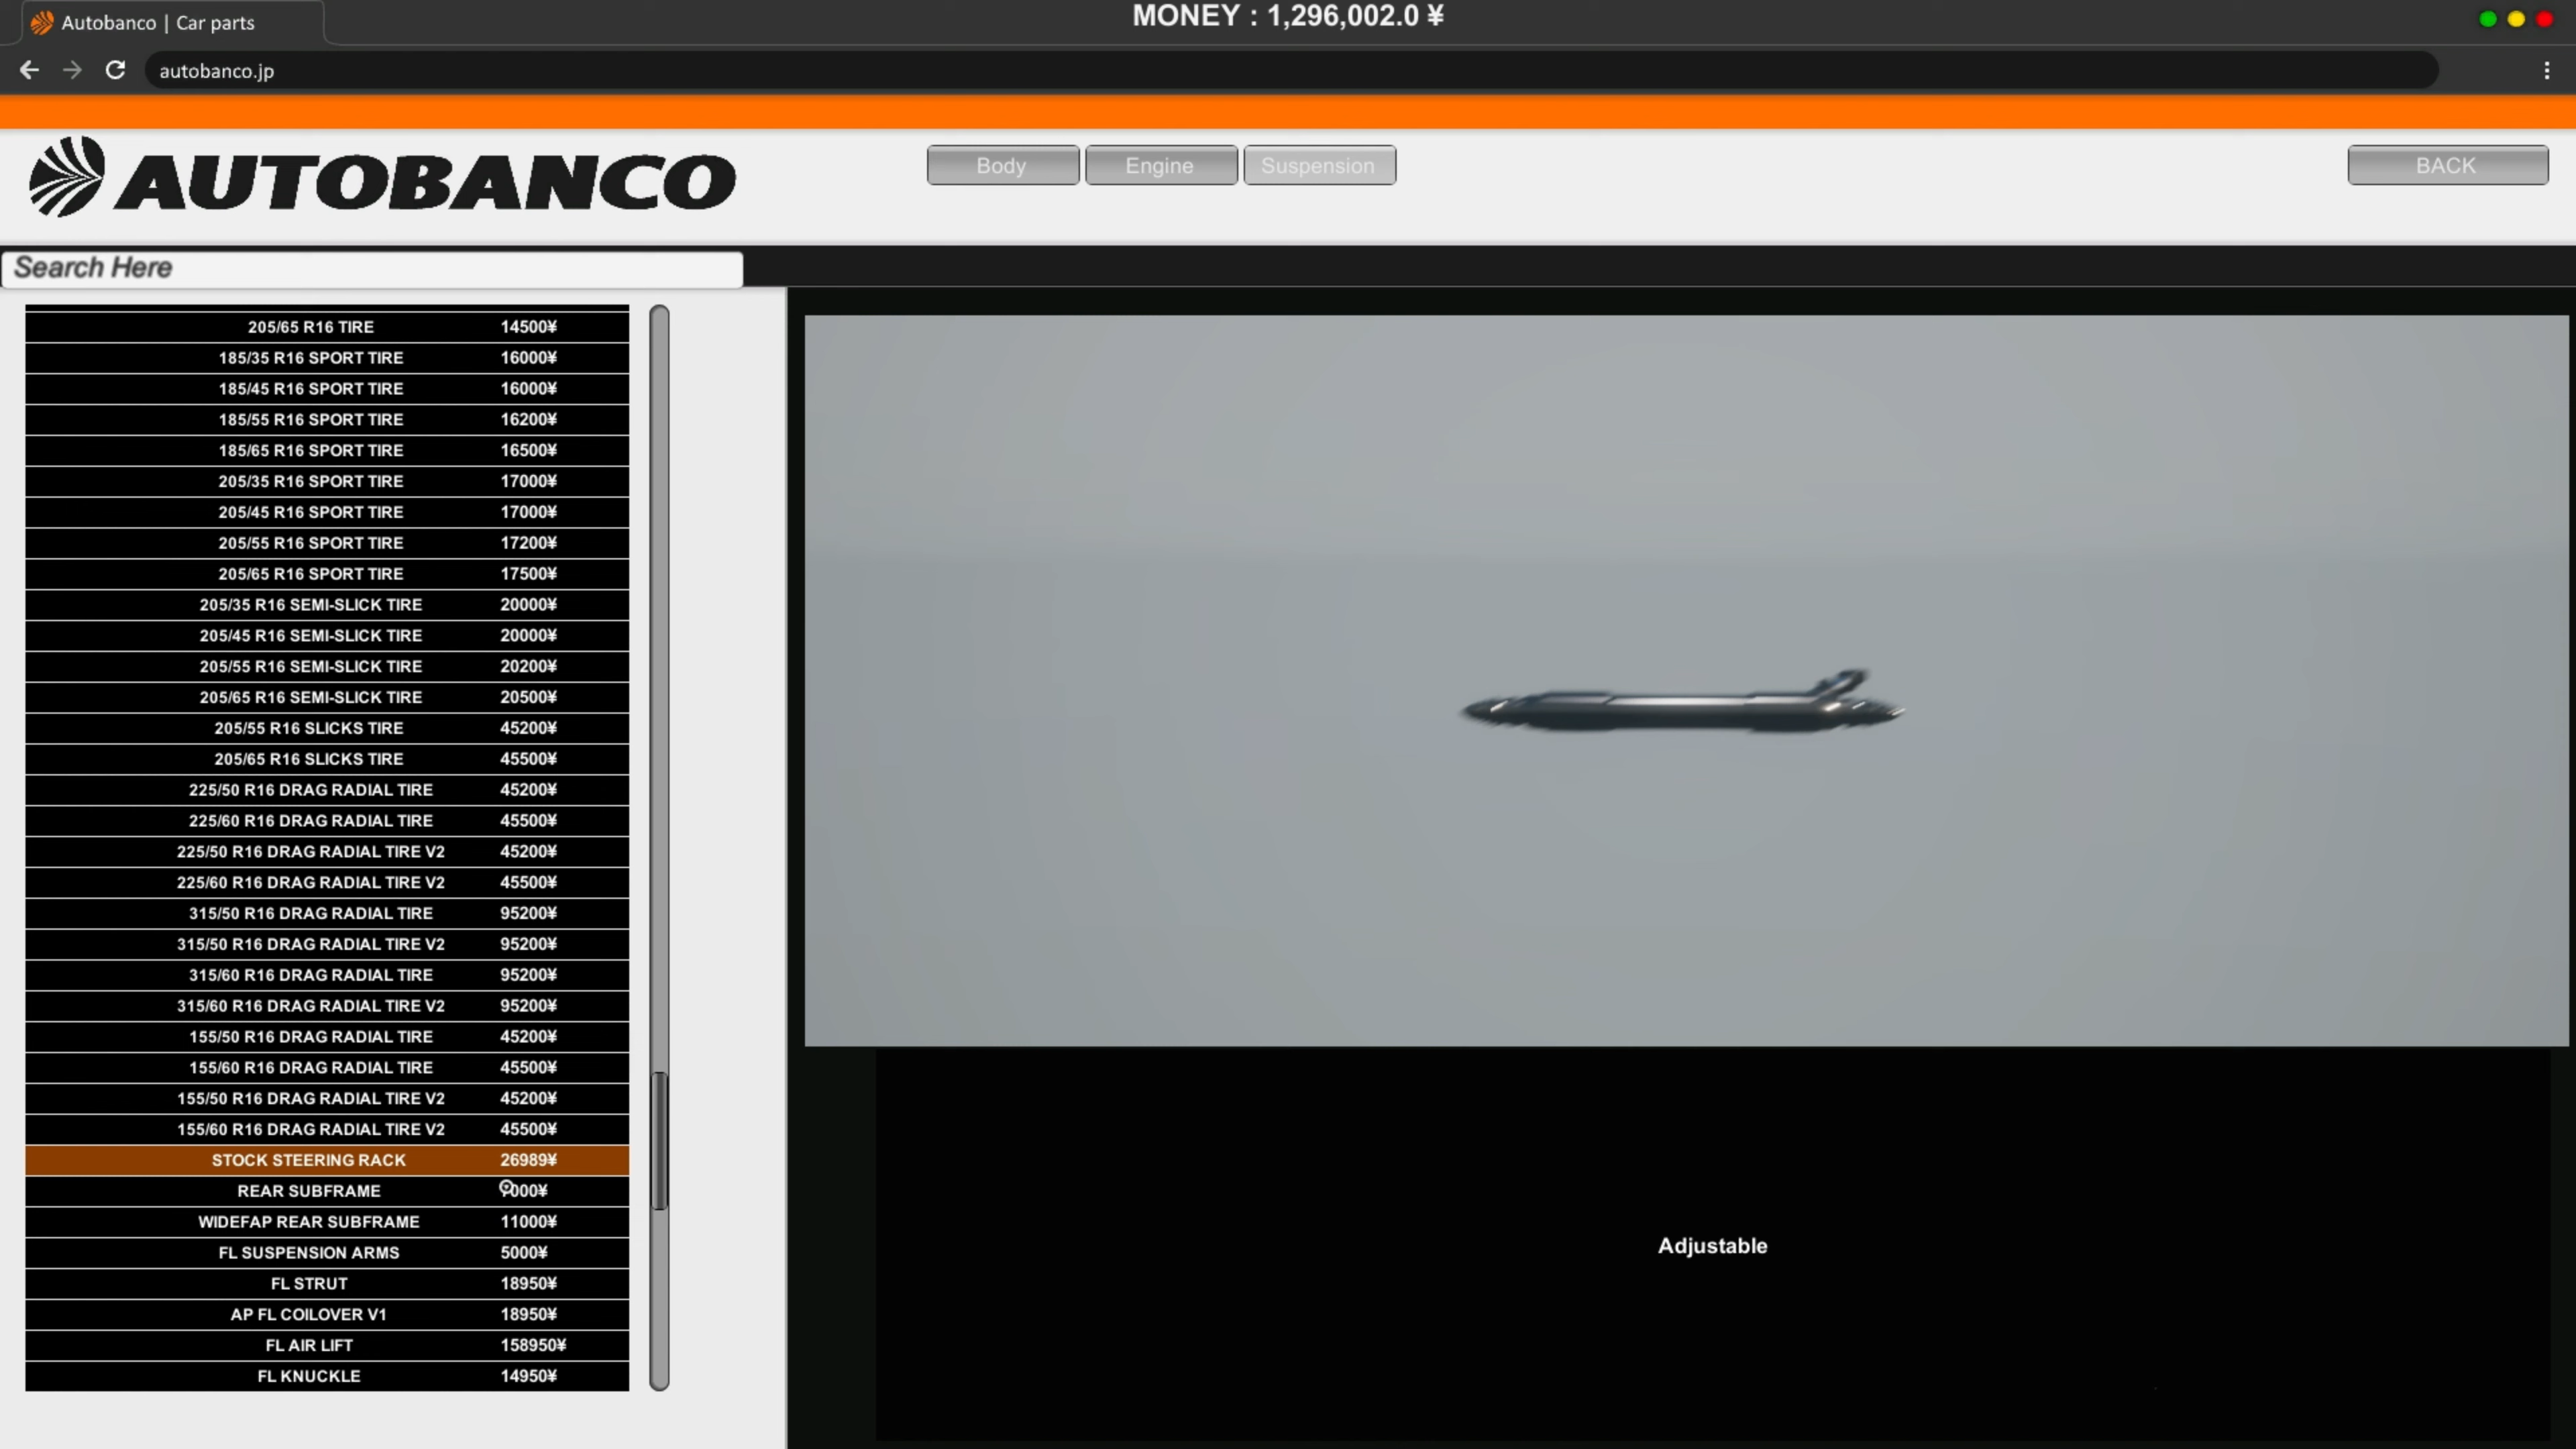 Autobanco | Car parts
MONEY : 1,296,002.0 ¥
autobanco.jp
AUTOBANCO
Body
Engine
Suspension
BACK
Search Here
205/65 R16 TIRE 14500¥
185/35 R16 SPORT TIRE 16000¥
185/45 R16 SPORT TIRE 16000¥
185/55 R16 SPORT TIRE 16200¥
185/65 R16 SPORT TIRE 16500¥
205/35 R16 SPORT TIRE 17000¥
205/45 R16 SPORT TIRE 17000¥
205/55 R16 SPORT TIRE 17200¥
205/65 R16 SPORT TIRE 17500¥
205/35 R16 SEMI-SLICK TIRE 20000¥
205/45 R16 SEMI-SLICK TIRE 20000¥
205/55 R16 SEMI-SLICK TIRE 20200¥
205/65 R16 SEMI-SLICK TIRE 20500¥
205/55 R16 SLICKS TIRE 45200¥
205/65 R16 SLICKS TIRE 45500¥
225/50 R16 DRAG RADIAL TIRE 45200¥
225/60 R16 DRAG RADIAL TIRE 45500¥
225/50 R16 DRAG RADIAL TIRE V2 45200¥
225/60 R16 DRAG RADIAL TIRE V2 45500¥
315/50 R16 DRAG RADIAL TIRE 95200¥
315/50 R16 DRAG RADIAL TIRE V2 95200¥
315/60 R16 DRAG RADIAL TIRE 95200¥
315/60 R16 DRAG RADIAL TIRE V2 95200¥
155/50 R16 DRAG RADIAL TIRE 45200¥
155/60 R16 DRAG RADIAL TIRE 45500¥
155/50 R16 DRAG RADIAL TIRE V2 45200¥
155/60 R16 DRAG RADIAL TIRE V2 45500¥
STOCK STEERING RACK 26989¥
REAR SUBFRAME
WIDEFAP REAR SUBFRAME 11000¥
FL SUSPENSION ARMS 5000¥
FL STRUT 18950¥
AP FL COILOVER V1 18950¥
FL AIR LIFT 158950¥
FL KNUCKLE 14950¥
Adjustable